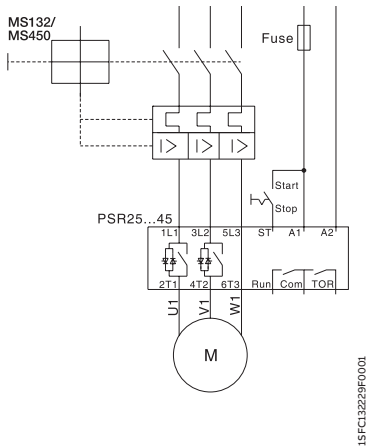 MS132/
MS450
Fuse
I> I> I>
Start
Stop
PSR25...45
1L1 3L2 5L3 ST A1 A2
2T1 4T2 6T3 Run Com TOR
U1 V1 W1
M
1SFC132229F0001